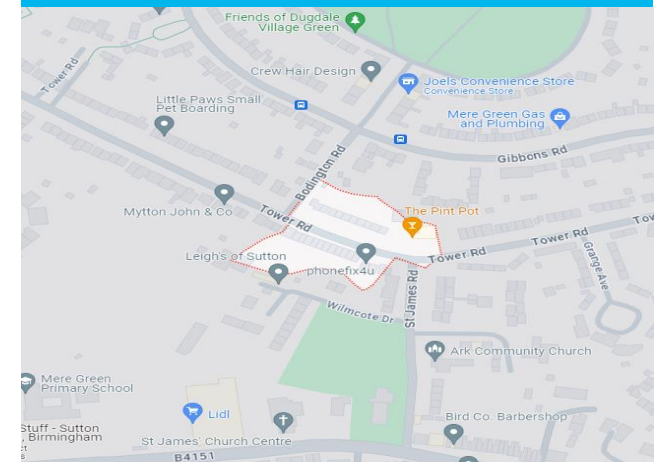 Friends of Dugdale
Village Green
Crew Hair Design
Joels Convenience Store
Convenience Store
Tower Rd
Little Paws Small
Pet Boarding
Mere Green Gas
and Plumbing
Bodington Rd
Gibbons Rd
Mytton John & Co
Tower Rd
The Pint Pot
Tower Rd
Tow
Leigh's of Sutton
phonefix4u
Tower Rd
Grange Ave
St James Rd
Wilmcote Dr
Ark Community Church
Mere Green
Primary School
Lidl
Bird Co. Barbershop
Stuff - Sutton
, Birmingham
St James' Church Centre
B4151